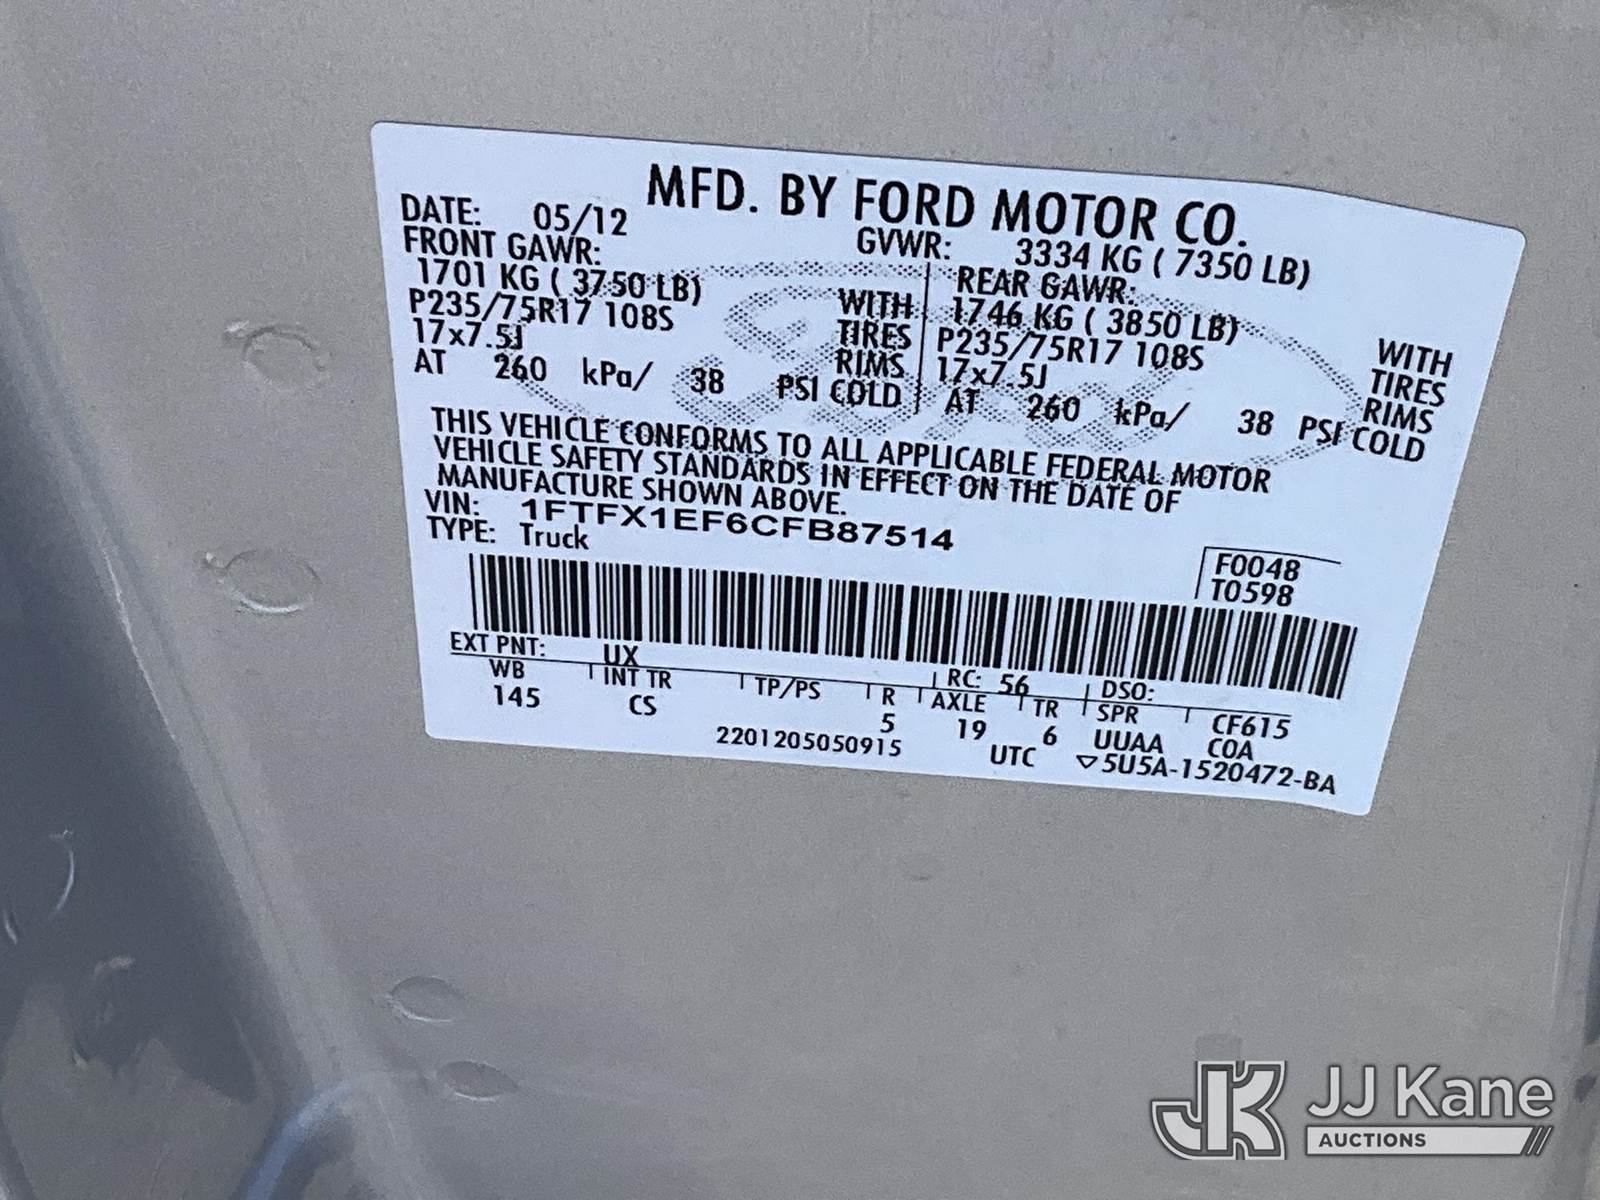 MFD. BY FORD MOTOR CO.
DATE: 05/12 GVWR: 3334 KG ( 7350 LB)
FRONT GAWR: REAR GAWR:
1701 KG ( 3750 LB) WITH 1746 KG ( 3850 LB) WITH
P235/75R17 108S TIRES P235/75R17 108S TIRES
17x7.5J RIMS 17x7.5J RIMS
AT 260 kPa/ 38 PSI COLD AT 260 kPa/ 38 PSI COLD
THIS VEHICLE CONFORMS TO ALL APPLICABLE FEDERAL MOTOR
VEHICLE SAFETY STANDARDS IN EFFECT ON THE DATE OF
MANUFACTURE SHOWN ABOVE.
VIN: 1FTFX1EF6CFB87514
TYPE: Truck
F0048
T0598
EXT PNT: UX RC: 56 DSO:
WB INT TR TP/PS R AXLE TR SPR CF615
145 CS 5 19 6 UUAA COA
2201205050915 UTC ▽5U5A-1520472-BA
JK JJ Kane
AUCTIONS